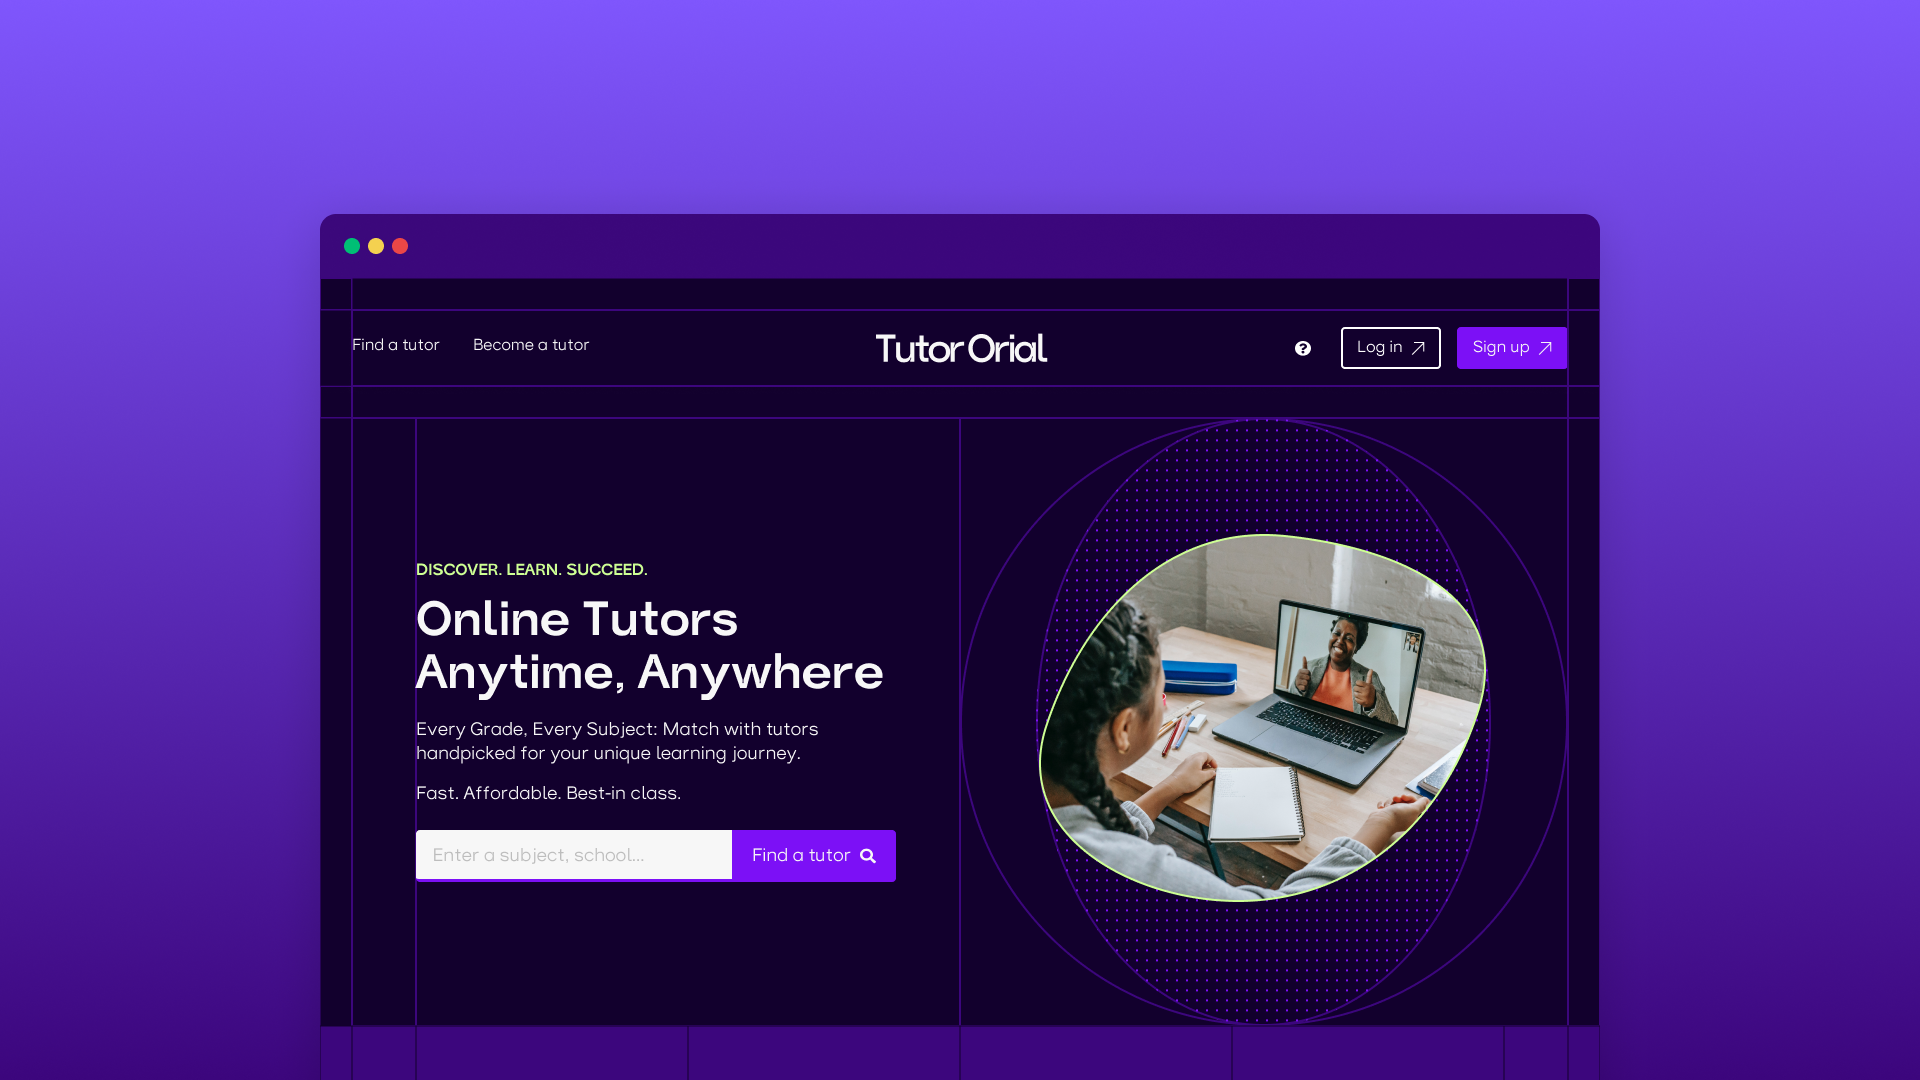 Find a tutor
Become a tutor
Tutor Orial
Log in
Sign up
DISCOVER. LEARN. SUCCEED.
Online Tutors
Anytime, Anywhere
Every Grade, Every Subject: Match with tutors
handpicked for your unique learning journey.
Fast. Affordable. Best-in class.
Enter a subject, school...
Find a tutor